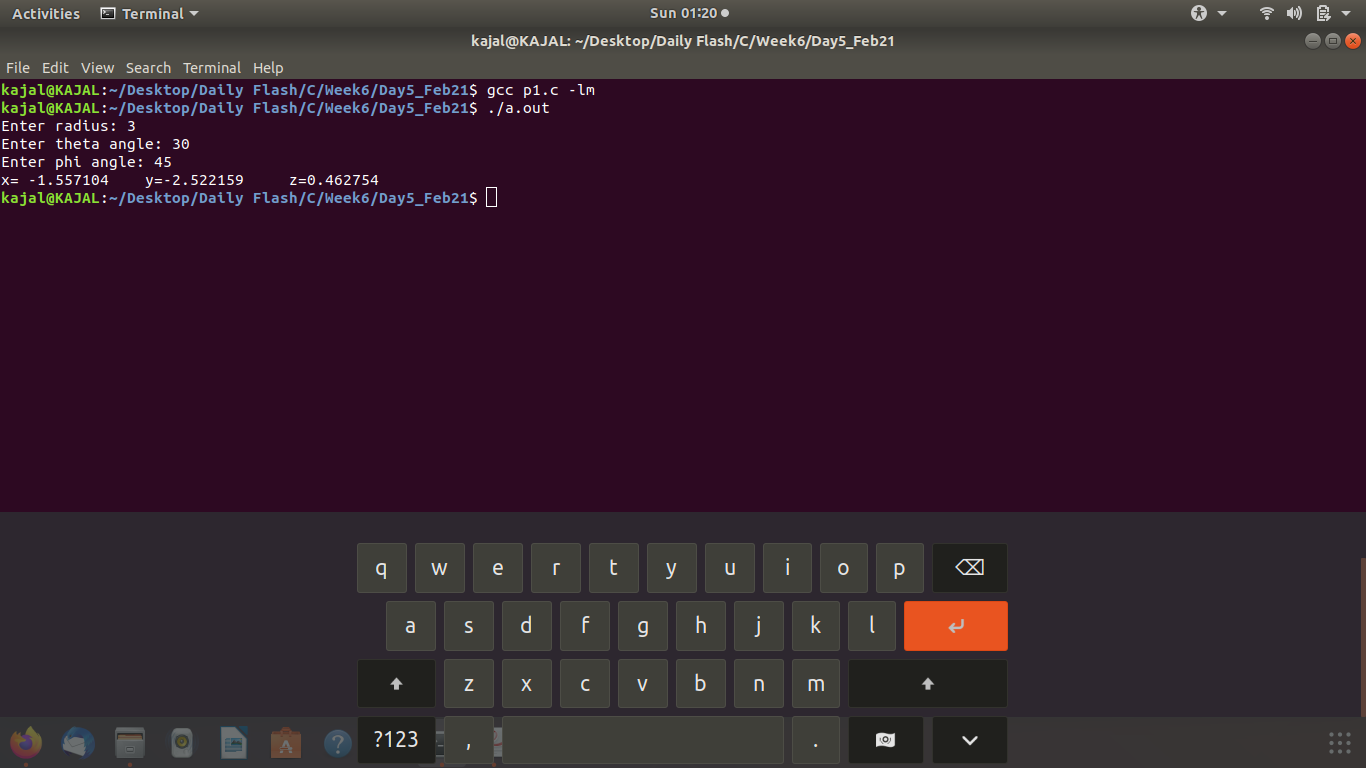 Activities Terminal Sun 01:20
kajal@KAJAL: ~/Desktop/Daily Flash/C/Week6/Day5_Feb21
File Edit View Search Terminal Help
kajal@KAJAL:~/Desktop/Daily Flash/C/Week6/Day5_Feb21$ gcc p1.c -lm
kajal@KAJAL:~/Desktop/Daily Flash/C/Week6/Day5_Feb21$ ./a.out
Enter radius: 3
Enter theta angle: 30
Enter phi angle: 45
x= -1.557104    y=-2.522159     z=0.462754
kajal@KAJAL:~/Desktop/Daily Flash/C/Week6/Day5_Feb21$
q w e r t y u i o p
a s d f g h j k l
z x c v b n m
?123 , .